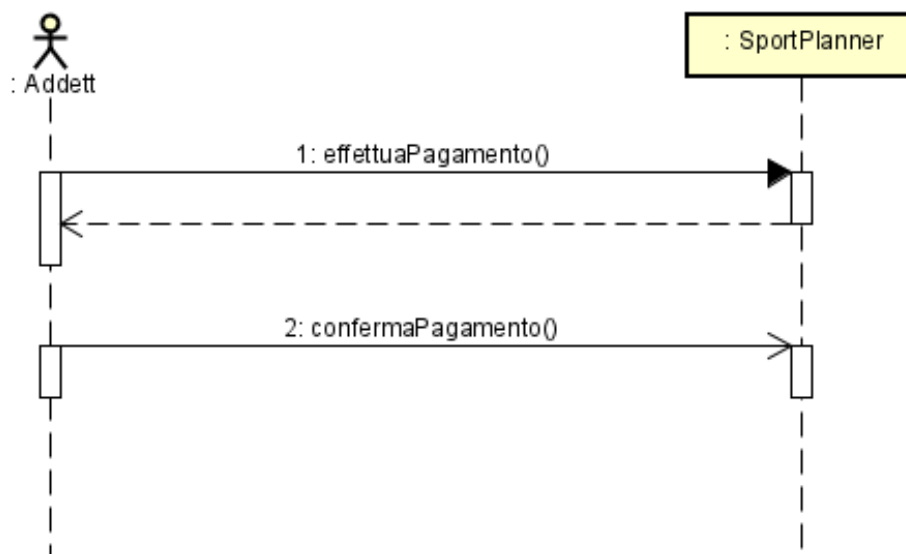 : Addett
: SportPlanner
1: effettuaPagamento()
2: confermaPagamento()